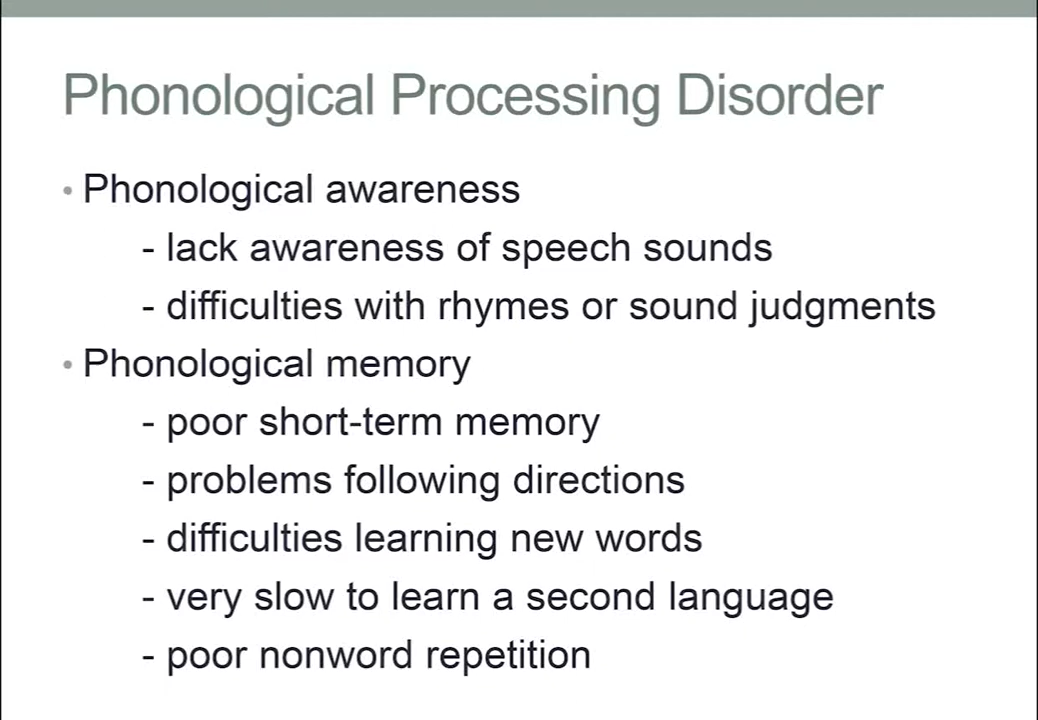 Phonological Processing Disorder
• Phonological awareness
- lack awareness of speech sounds
- difficulties with rhymes or sound judgments
• Phonological memory
- poor short-term memory
- problems following directions
- difficulties learning new words
- very slow to learn a second language
- poor nonword repetition